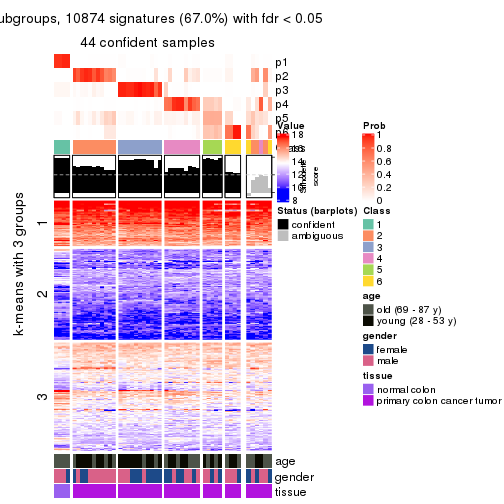 ubgroups, 10874 signatures (67.0%) with fdr < 0.05
44 confident samples
p1
p2
p3
p4
p5
k-means with 3 groups
1
2
3
Value
18
16
14
12
10
8
score
Status (barplots)
confident
ambiguous
Prob
1
0.8
0.6
0.4
0.2
0
Class
1
2
3
4
5
6
age
old (69 - 87 y)
young (28 - 53 y)
gender
female
male
tissue
normal colon
primary colon cancer tumor
age
gender
tissue